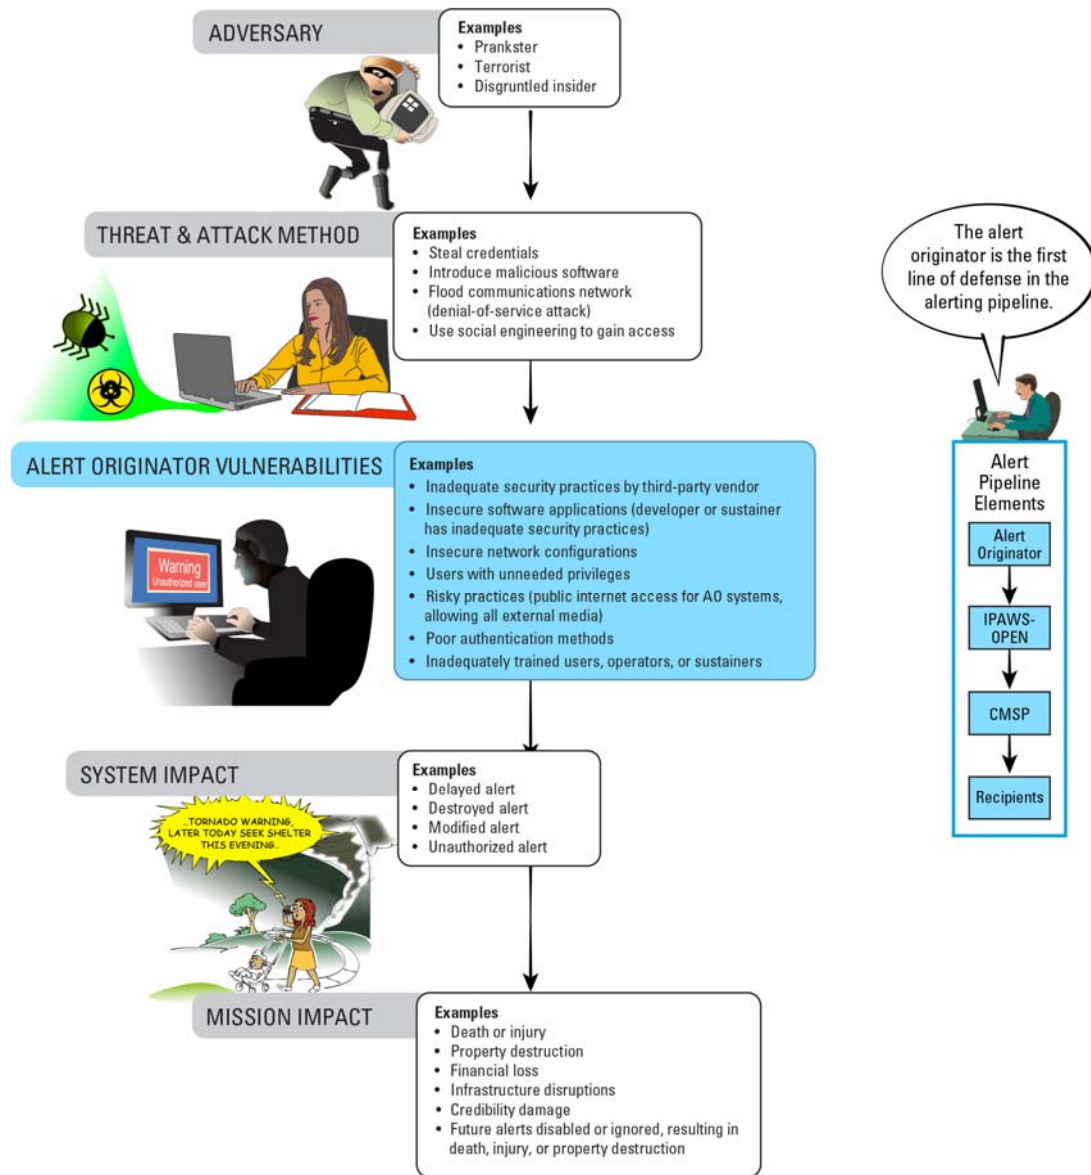 ADVERSARY
Examples
• Prankster
• Terrorist
• Disgruntled insider
THREAT & ATTACK METHOD
Examples
• Steal credentials
• Introduce malicious software
• Flood communications network
(denial-of-service attack)
• Use social engineering to gain access
ALERT ORIGINATOR VULNERABILITIES
Examples
• Inadequate security practices by third-party vendor
• Insecure software applications (developer or sustainer
has inadequate security practices)
• Insecure network configurations
• Users with unneeded privileges
• Risky practices (public internet access for AO systems,
allowing all external media)
• Poor authentication methods
• Inadequately trained users, operators, or sustainers
Warning
Unauthorized user
SYSTEM IMPACT
Examples
• Delayed alert
• Destroyed alert
• Modified alert
• Unauthorized alert
..TORNADO WARNING,
LATER TODAY SEEK SHELTER
THIS EVENING..
MISSION IMPACT
Examples
• Death or injury
• Property destruction
• Financial loss
• Infrastructure disruptions
• Credibility damage
• Future alerts disabled or ignored, resulting in
death, injury, or property destruction
The alert
originator is the first
line of defense in the
alerting pipeline.
Alert
Pipeline
Elements
Alert
Originator
IPAWS-
OPEN
CMSP
Recipients